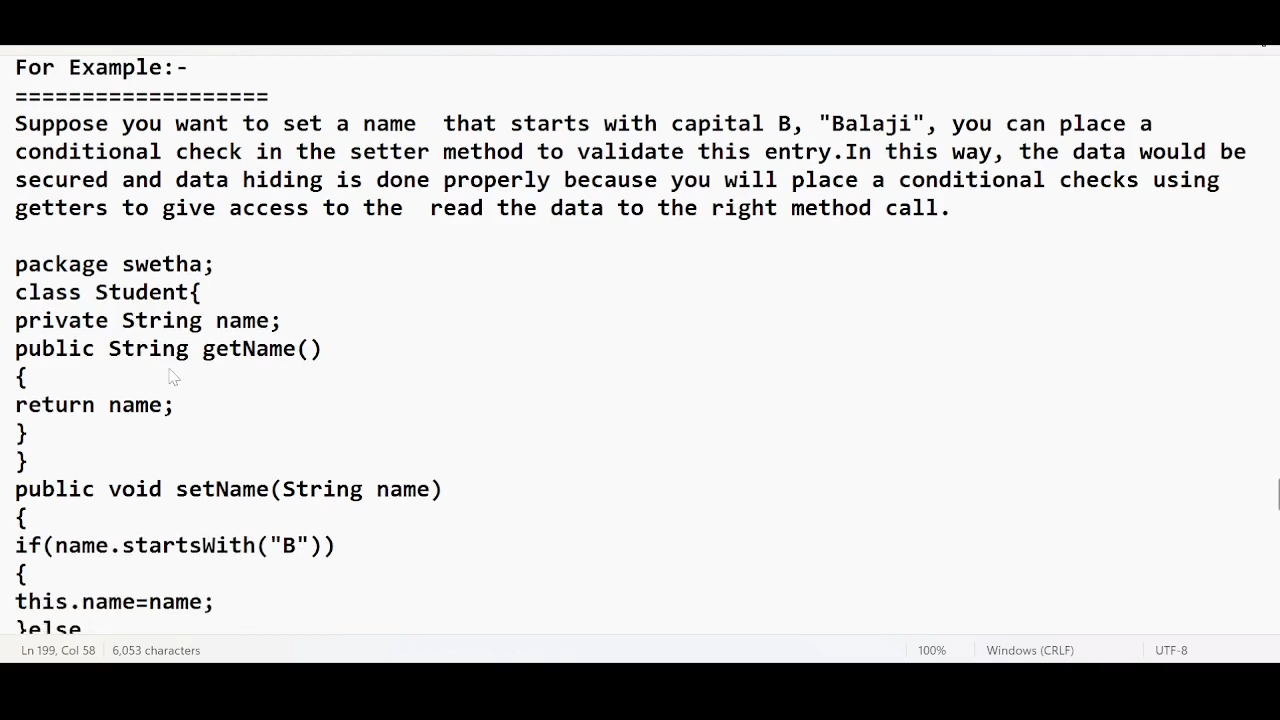 For Example:-
===================
Suppose you want to set a name  that starts with capital B, "Balaji", you can place a
conditional check in the setter method to validate this entry.In this way, the data would be
secured and data hiding is done properly because you will place a conditional checks using
getters to give access to the  read the data to the right method call.
package swetha;
class Student{
private String name;
public String getName()
{
return name;
}
}
public void setName(String name)
{
if(name.startsWith("B"))
{
this.name=name;
}else
Ln 199, Col 58 6,053 characters 100% Windows (CRLF) UTF-8